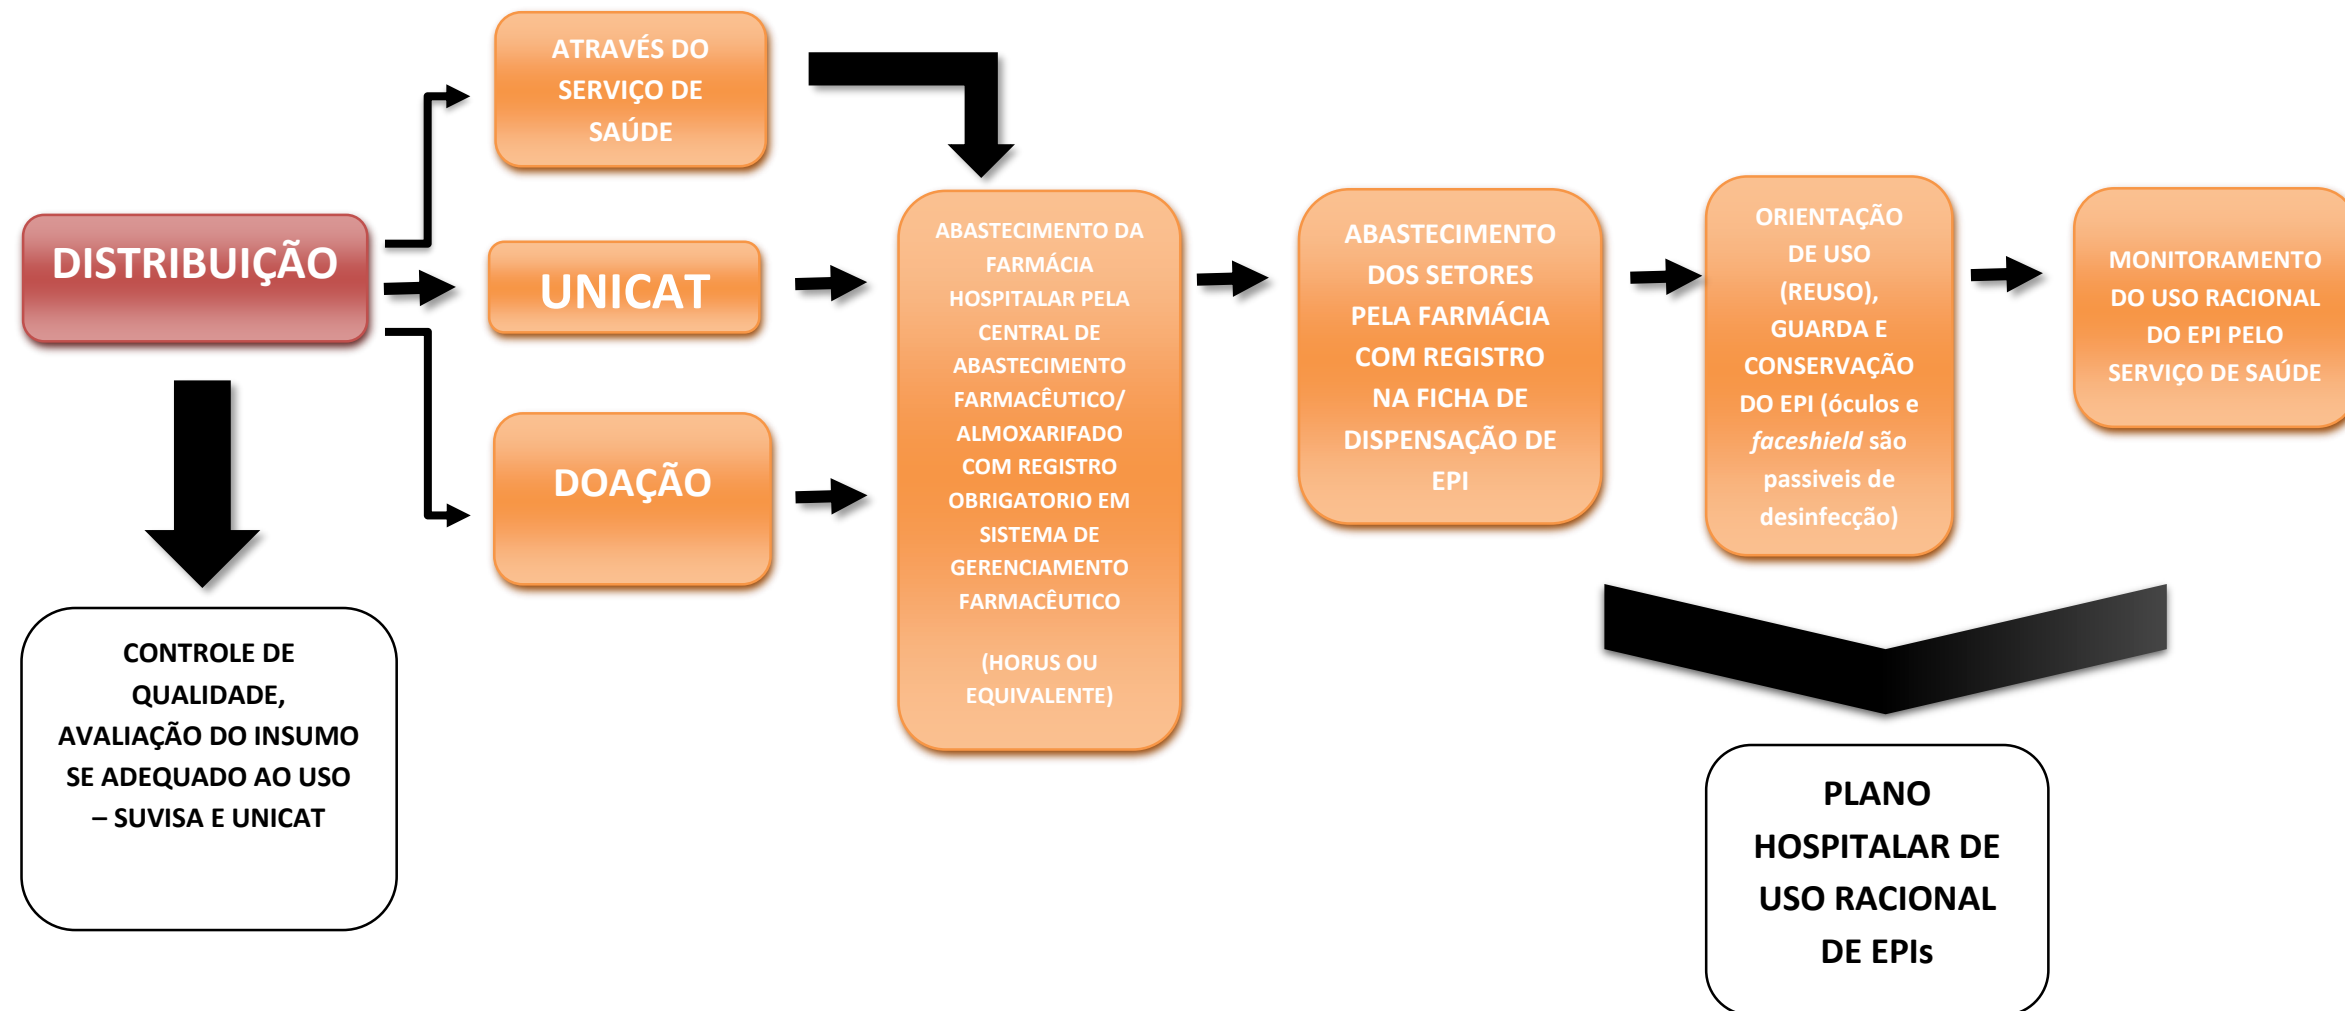 ATRAVÉS DO
SERVIÇO DE
SAÚDE
DISTRIBUIÇÃO
UNICAT
DOAÇÃO
CONTROLE DE
QUALIDADE,
AVALIAÇÃO DO INSUMO
SE ADEQUADO AO USO
– SUVISA E UNICAT
ABASTECIMENTO DA
FARMÁCIA
HOSPITALAR PELA
CENTRAL DE
ABASTECIMENTO
FARMACÊUTICO/
ALMOXARIFADO
COM REGISTRO
OBRIGATORIO EM
SISTEMA DE
GERENCIAMENTO
FARMACÊUTICO
(HORUS OU
EQUIVALENTE)
ABASTECIMENTO
DOS SETORES
PELA FARMÁCIA
COM REGISTRO
NA FICHA DE
DISPENSAÇÃO DE
EPI
ORIENTAÇÃO
DE USO
(REUSO),
GUARDA E
CONSERVAÇÃO
DO EPI (óculos e
faceshield são
passiveis de
desinfecção)
MONITORAMENTO
DO USO RACIONAL
DO EPI PELO
SERVIÇO DE SAÚDE
PLANO
HOSPITALAR DE
USO RACIONAL
DE EPIs